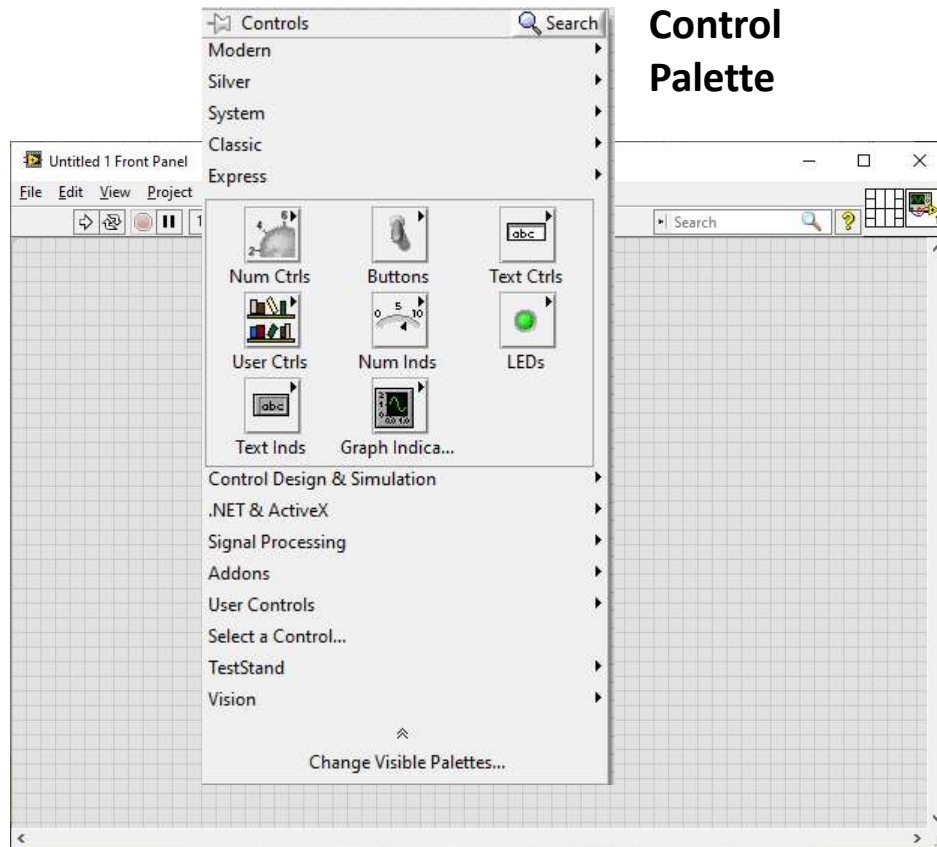 Control
Palette
Controls
Search
Modern
Silver
System
Classic
Express
Untitled 1 Front Panel
File Edit View Project
Search
Num Ctrls Buttons Text Ctrls
User Ctrls Num Inds LEDs
Text Inds Graph Indica...
Control Design & Simulation
.NET & ActiveX
Signal Processing
Addons
User Controls
Select a Control...
TestStand
Vision
Change Visible Palettes...